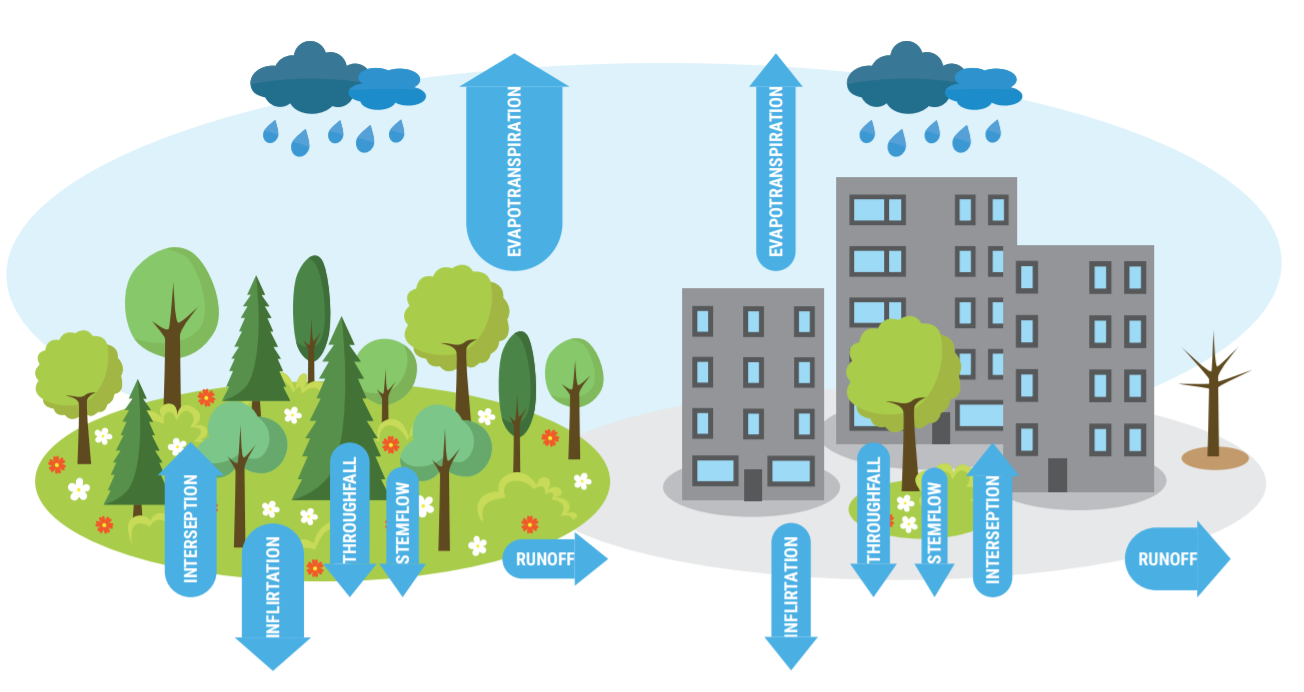 EVAPOTRANSPIRATION
EVAPOTRANSPIRATION
INTERSEPTION
INFLIRTATION
THROUGHFALL
STEMFLOW
RUNOFF
INFLIRTATION
THROUGHFALL
STEMFLOW
INTERSEPTION
RUNOFF